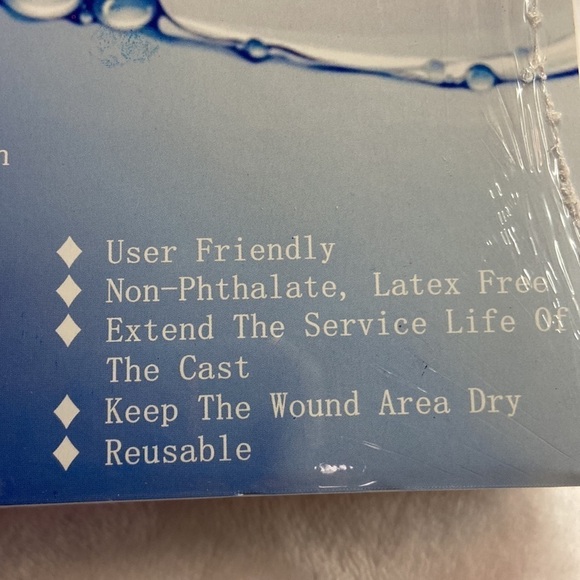 n
User Friendly
Non-Phthalate, Latex Free
Extend The Service Life Of
The Cast
Keep The Wound Area Dry
Reusable